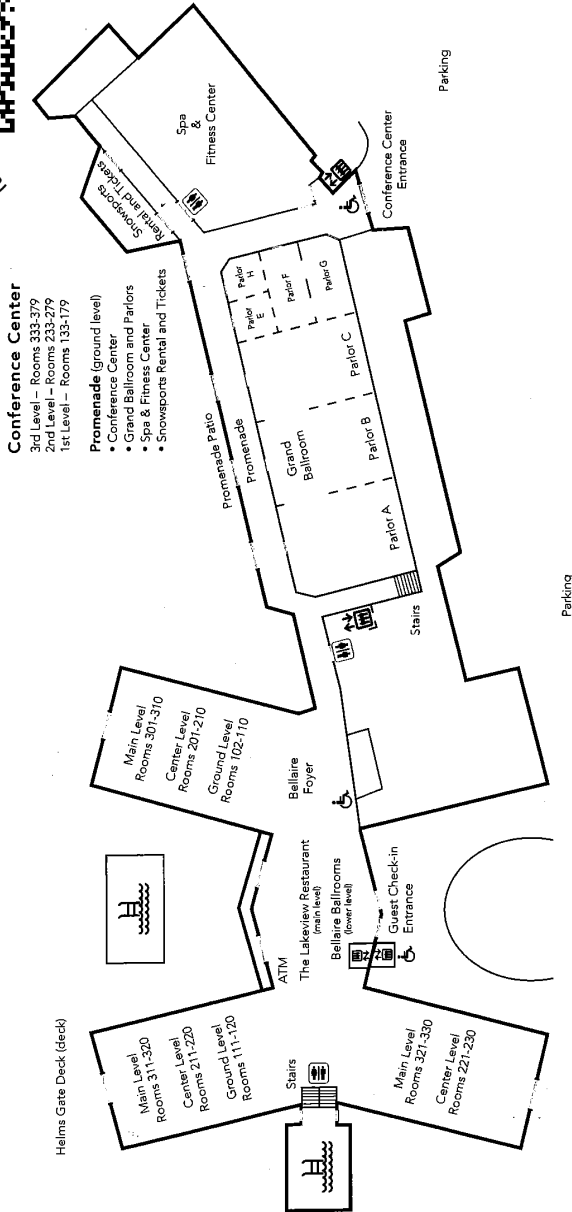 Conference Center
3rd Level – Rooms 333-379
2nd Level – Rooms 233-279
1st Level – Rooms 133-179
Promenade (ground level)
• Conference Center
• Grand Ballroom and Parlors
• Spa & Fitness Center
• Snowsports Rental and Tickets
Helms Gate Deck (deck)
Main Level
Rooms 311-320
Center Level
Rooms 211-220
Ground Level
Rooms 111-120
Stairs
Main Level
Rooms 321-330
Center Level
Rooms 221-230
ATM
The Lakeview Restaurant
(main level)
Bellaire Ballrooms
(lower level)
Guest Check-in
Entrance
Main Level
Rooms 301-310
Center Level
Rooms 201-210
Ground Level
Rooms 102-110
Bellaire
Foyer
Stairs
Parking
Promenade Patio
Promenade
Grand
Ballroom
Parlor A
Parlor B
Parlor C
Parlor
E
Parlor
H
Parlor F
Parlor G
Snowsports
Rental and Tickets
Spa
&
Fitness Center
Conference Center
Entrance
Parking